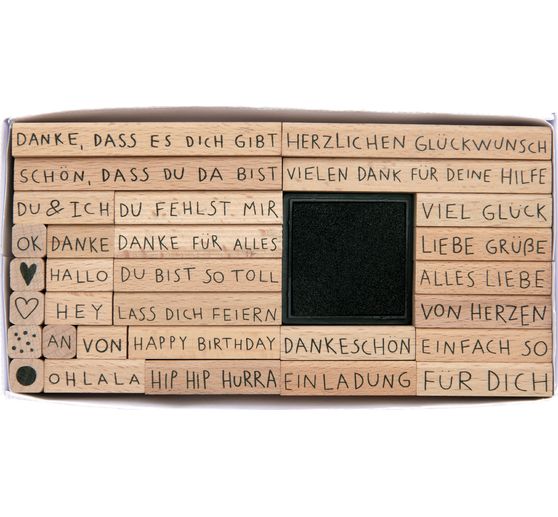 DANKE, DASS ES DICH GIBT HERZLICHEN GLÜCKWUNSCH
SCHÖN, DASS DU DA BIST VIELEN DANK FÜR DEINE HILFE
DU & ICH DU FEHLST MIR VIEL GLÜCK
OK DANKE DANKE FÜR ALLES LIEBE GRÜßE
HALLO DU BIST SO TOLL ALLES LIEBE
HEY LASS DICH FEIERN VON HERZEN
AN VON HAPPY BIRTHDAY DANKESCHÖN EINFACH SO
OHLALA HIP HIP HURRA EINLADUNG FÜR DICH